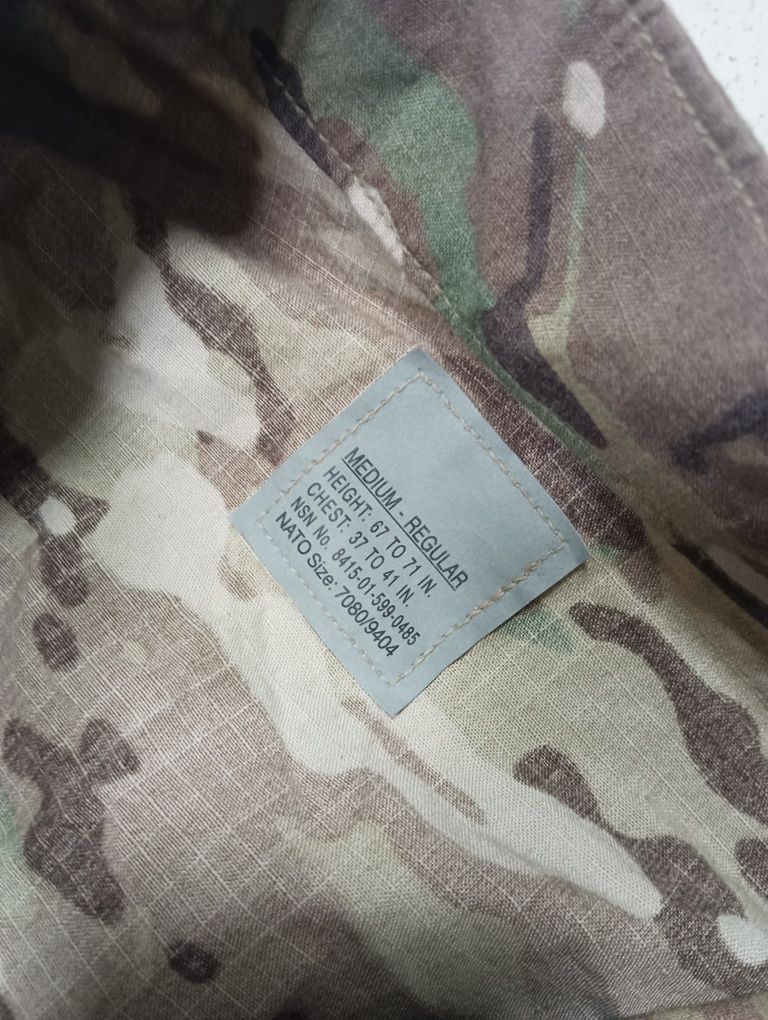 MEDIUM - REGULAR
HEIGHT: 67 TO 71 IN.
CHEST: 37 TO 41 IN.
NSN No. 8415-01-599-0485
NATO Size: 7080/9404